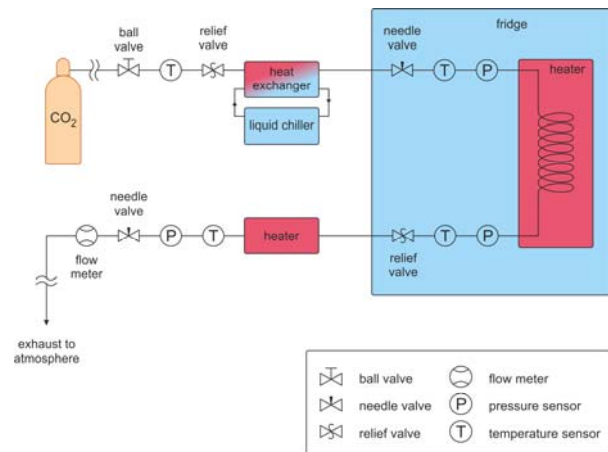 fridge
ball
valve
relief
valve
needle
valve
T
heat
exchanger
T
P
heater
CO2
liquid chiller
needle
valve
P
T
heater
T
P
flow
meter
relief
valve
exhaust to
atmosphere
ball valve
flow meter
needle valve
P
pressure sensor
relief valve
T
temperature sensor